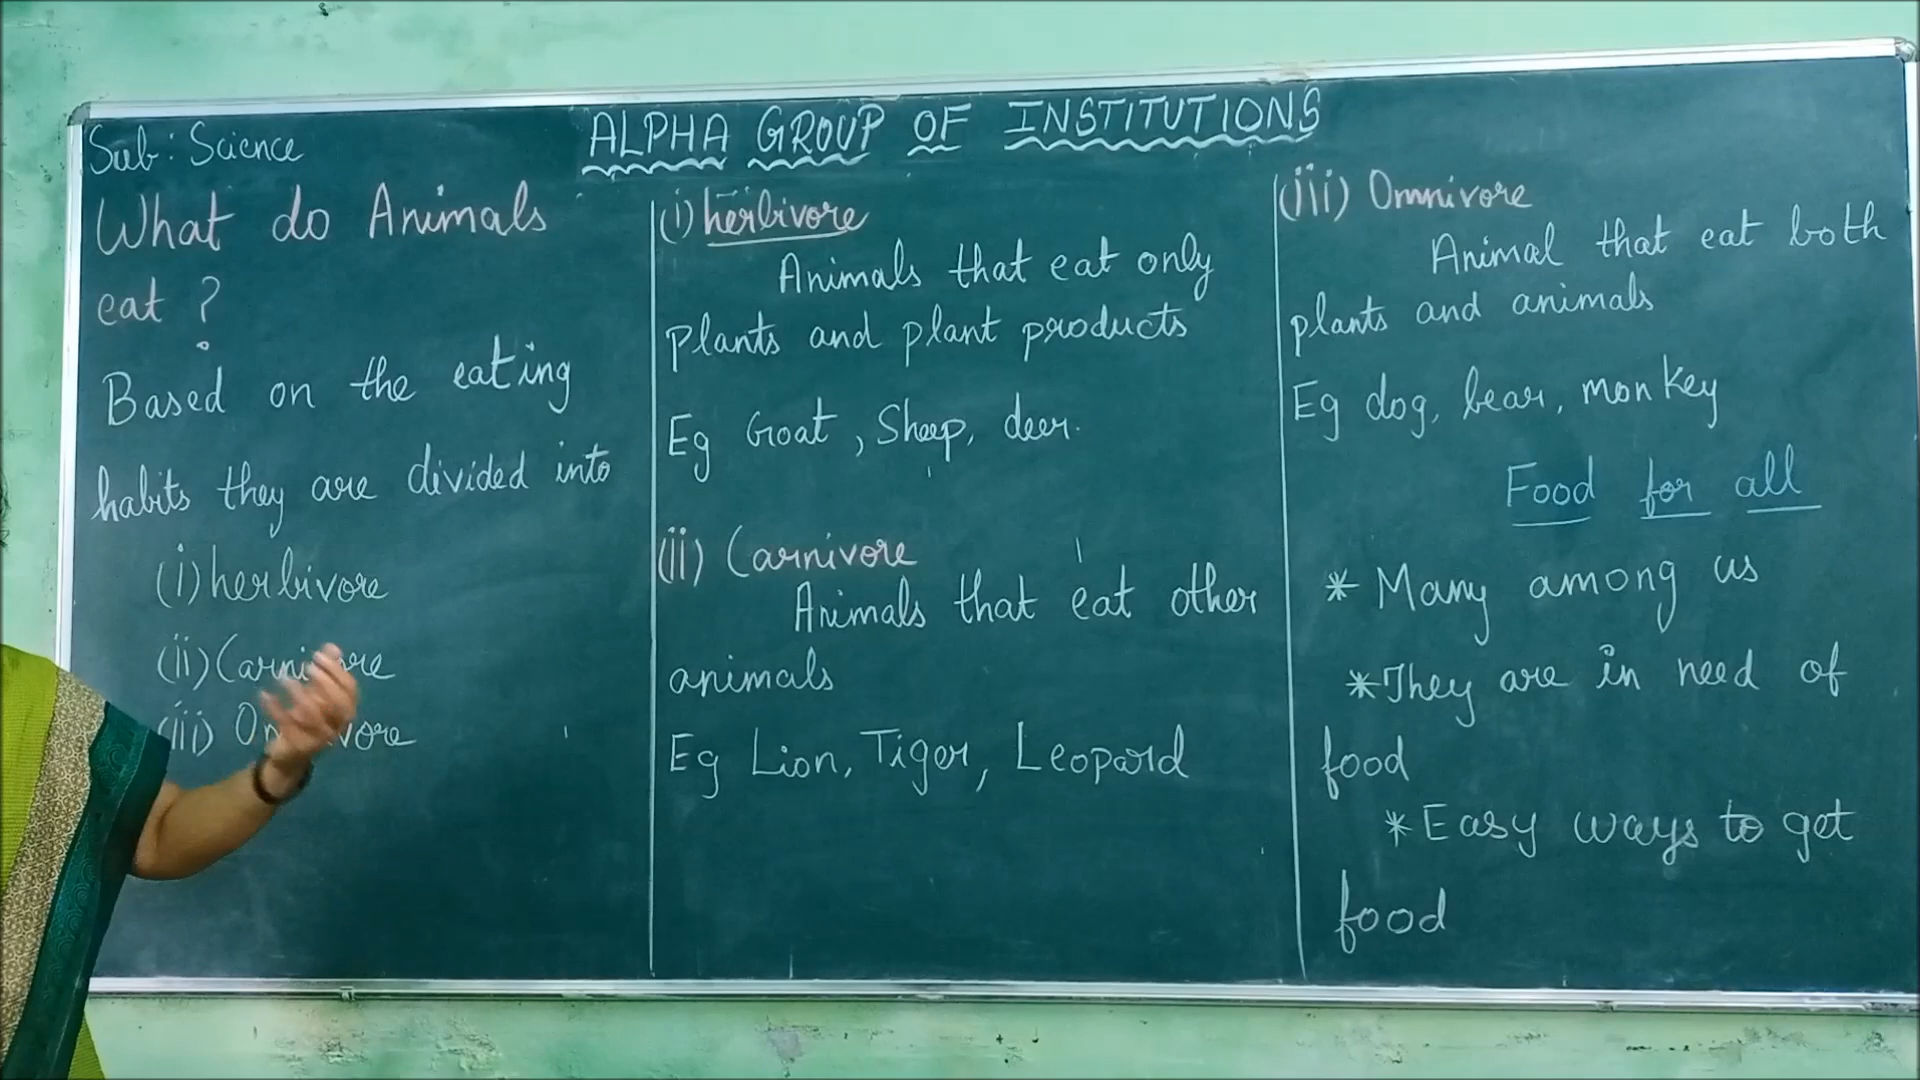 Sub: Science
ALPHA GROUP OF INSTITUTIONS
What do Animals
eat ?
Based on the eating
habits they are divided into
(i) herbivore
(ii) Carnivore
(iii) Omnivore
(i) herbivore
Animals that eat only
plants and plant products
Eg Goat, Sheep, deer.
(ii) Carnivore
Animals that eat other
animals
Eg Lion, Tiger, Leopard
(iii) Omnivore
Animal that eat both
plants and animals
Eg dog, bear, monkey
Food for all
* Many among us
* They are in need of
food
* Easy ways to get
food